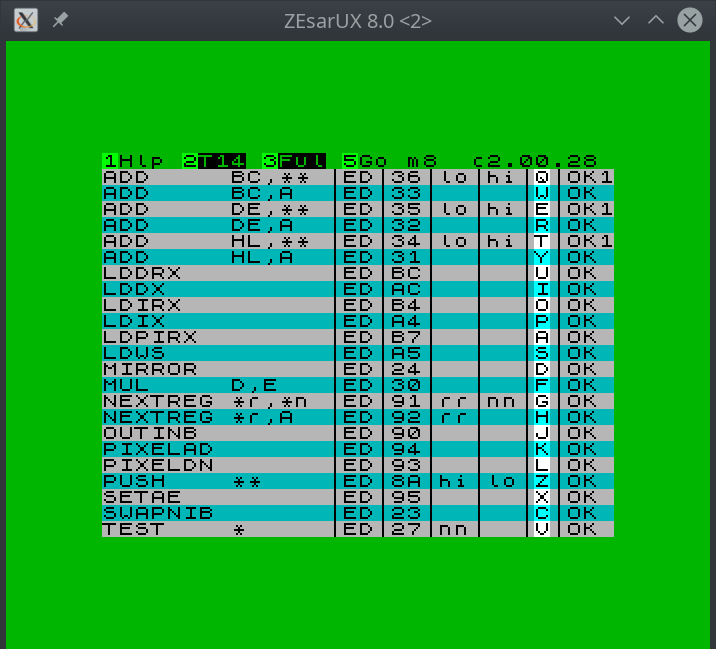 ZEsarUX 8.0 <2>
1Hlp 2T14 3Ful 5Go m8 c2.00.28
ADD BC,** ED 36 lo hi Q OK1
ADD BC,A ED 33 W OK
ADD DE,** ED 35 lo hi E OK1
ADD DE,A ED 32 R OK
ADD HL,** ED 34 lo hi T OK1
ADD HL,A ED 31 Y OK
LDDRX ED BC U OK
LDDX ED AC I OK
LDIRX ED B4 O OK
LDIX ED A4 P OK
LDPIRX ED B7 A OK
LDWS ED A5 S OK
MIRROR ED 24 D OK
MUL D,E ED 30 F OK
NEXTREG *r,*n ED 91 rr nn G OK
NEXTREG *r,A ED 92 rr H OK
OUTINB ED 90 J OK
PIXELAD ED 94 K OK
PIXELDN ED 93 L OK
PUSH ** ED 8A hi lo Z OK
SETAE ED 95 X OK
SWAPNIB ED 23 C OK
TEST * ED 27 nn V OK